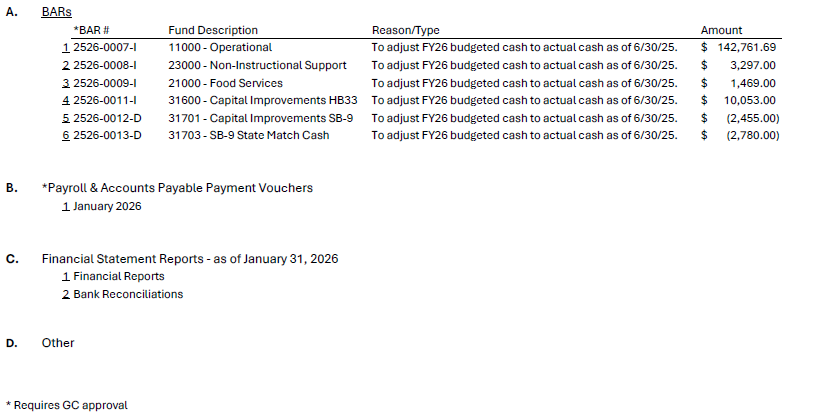 A. BARs
*BAR # Fund Description Reason/Type Amount
1 2526-0007-I 11000 - Operational To adjust FY26 budgeted cash to actual cash as of 6/30/25. $ 142,761.69
2 2526-0008-I 23000 - Non-Instructional Support To adjust FY26 budgeted cash to actual cash as of 6/30/25. $ 3,297.00
3 2526-0009-I 21000 - Food Services To adjust FY26 budgeted cash to actual cash as of 6/30/25. $ 1,469.00
4 2526-0011-I 31600 - Capital Improvements HB33 To adjust FY26 budgeted cash to actual cash as of 6/30/25. $ 10,053.00
5 2526-0012-D 31701 - Capital Improvements SB-9 To adjust FY26 budgeted cash to actual cash as of 6/30/25. $ (2,455.00)
6 2526-0013-D 31703 - SB-9 State Match Cash To adjust FY26 budgeted cash to actual cash as of 6/30/25. $ (2,780.00)
B. *Payroll & Accounts Payable Payment Vouchers
1 January 2026
C. Financial Statement Reports - as of January 31, 2026
1 Financial Reports
2 Bank Reconciliations
D. Other
* Requires GC approval